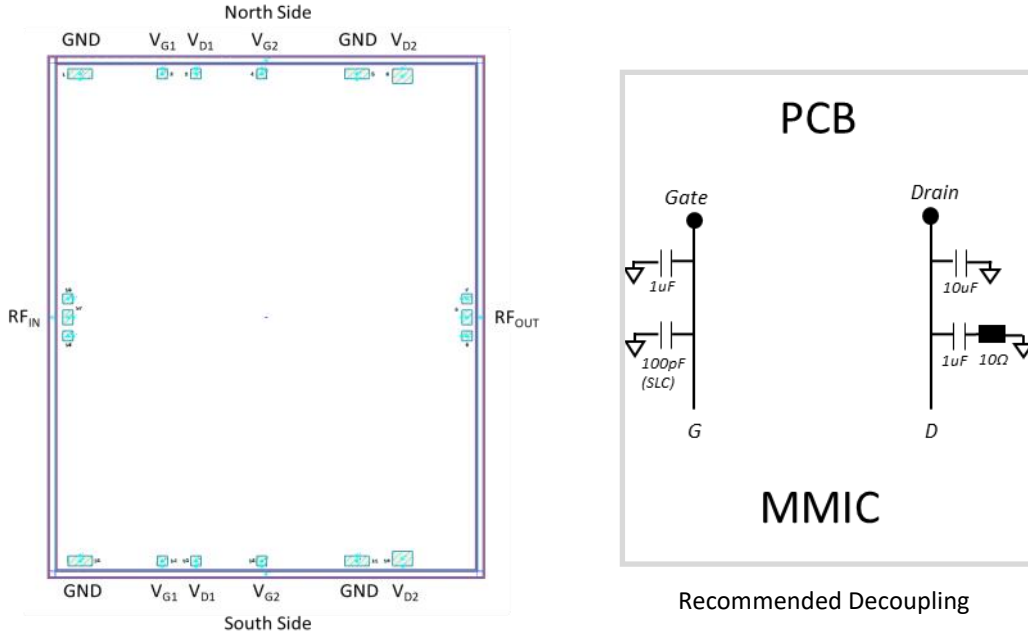 North Side
GND VG1 VD1 VG2 GND VD2
RFIN
RFOUT
GND VG1 VD1 VG2 GND VD2
South Side
PCB
Gate
Drain
1uF
10uF
100pF
(SLC)
1uF 10Ω
G
D
MMIC
Recommended Decoupling